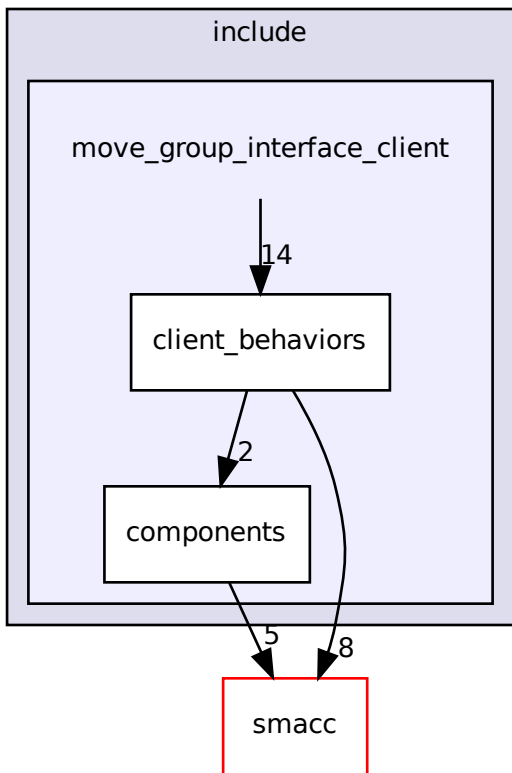 include
move_group_interface_client
14
client_behaviors
2
components
5
8
smacc